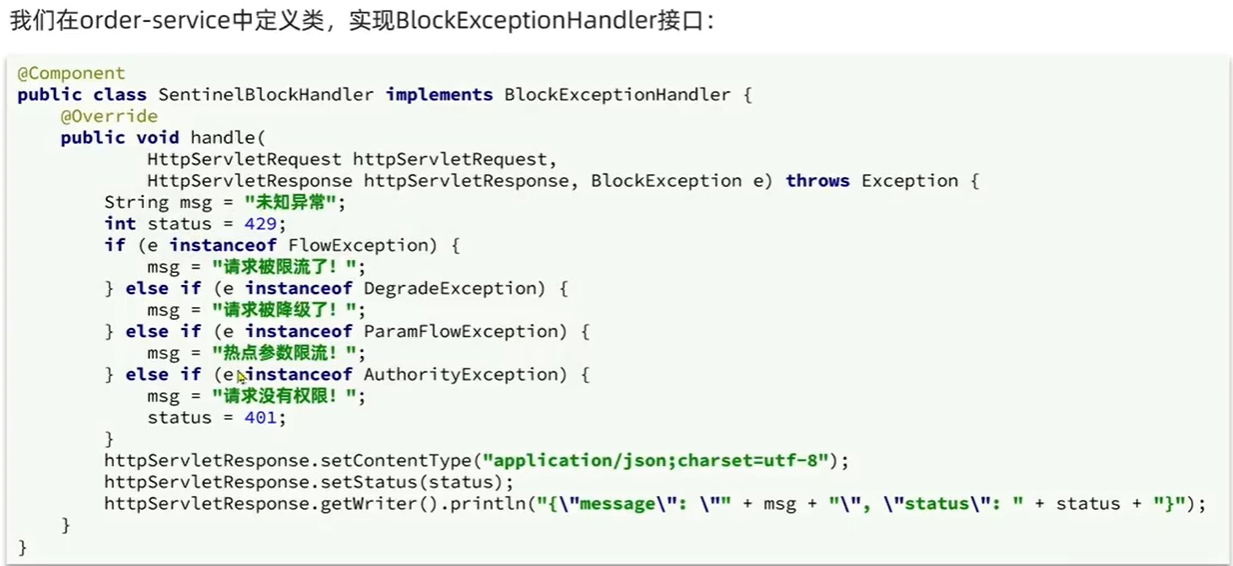 我们在order-service中定义类，实现BlockExceptionHandler接口：
@Component
public class SentinelBlockHandler implements BlockExceptionHandler {
    @Override
    public void handle(
            HttpServletRequest httpServletRequest,
            HttpServletResponse httpServletResponse, BlockException e) throws Exception {
        String msg = "未知异常";
        int status = 429;
        if (e instanceof FlowException) {
            msg = "请求被限流了！";
        } else if (e instanceof DegradeException) {
            msg = "请求被降级了！";
        } else if (e instanceof ParamFlowException) {
            msg = "热点参数限流！";
        } else if (e instanceof AuthorityException) {
            msg = "请求没有权限！";
            status = 401;
        }
        httpServletResponse.setContentType("application/json;charset=utf-8");
        httpServletResponse.setStatus(status);
        httpServletResponse.getWriter().println("{\"message\": \"" + msg + "\", \"status\": " + status + "}");
    }
}